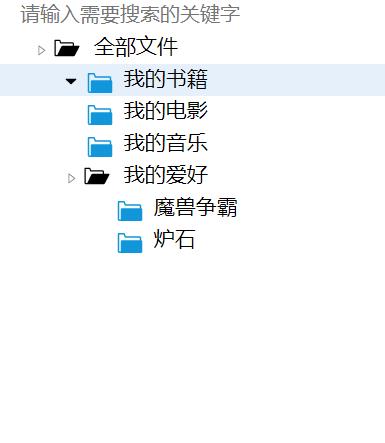 请输入需要搜索的关键字
全部文件
我的书籍
我的电影
我的音乐
我的爱好
魔兽争霸
炉石